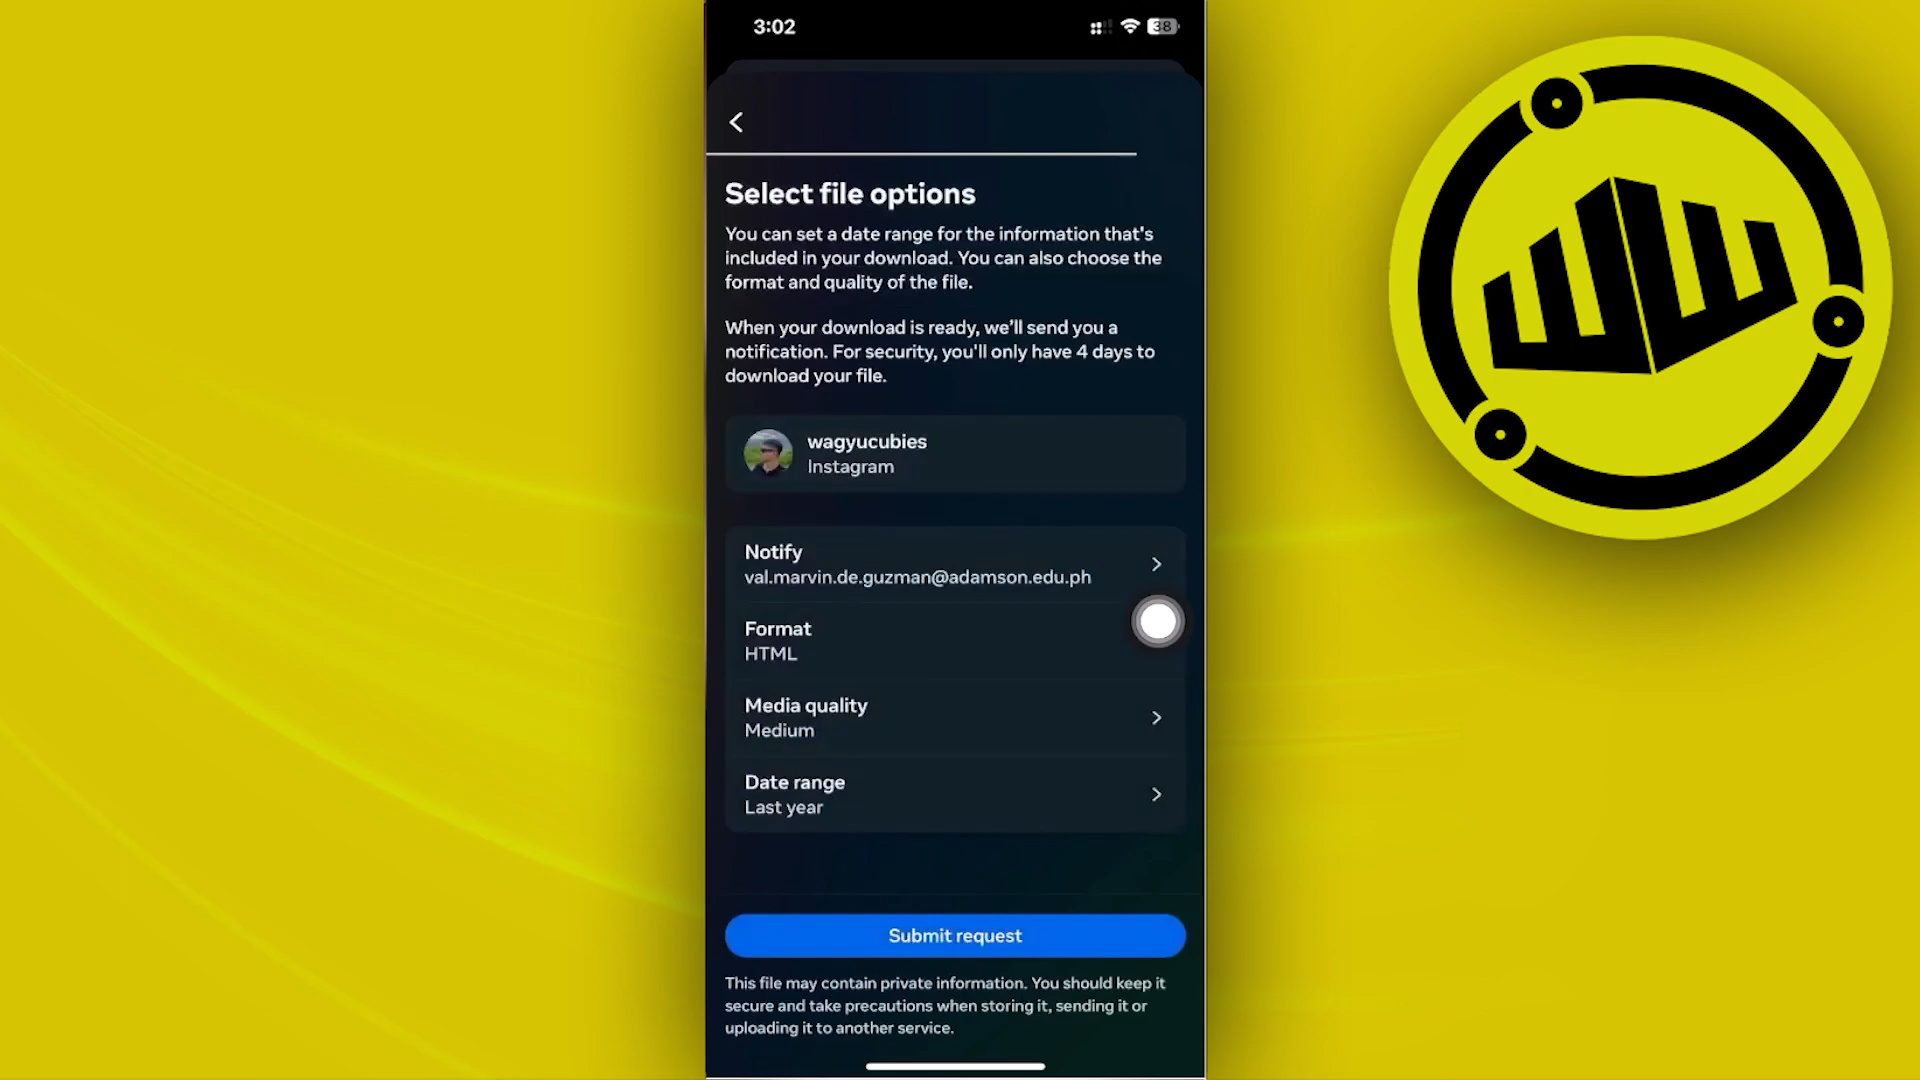 3:02
38
Select file options
You can set a date range for the information that's
included in your download. You can also choose the
format and quality of the file.
When your download is ready, we'll send you a
notification. For security, you'll only have 4 days to
download your file.
wagyucubies
Instagram
Notify
val.marvin.de.guzman@adamson.edu.ph
Format
HTML
Media quality
Medium
Date range
Last year
Submit request
This file may contain private information. You should keep it
secure and take precautions when storing it, sending it or
uploading it to another service.